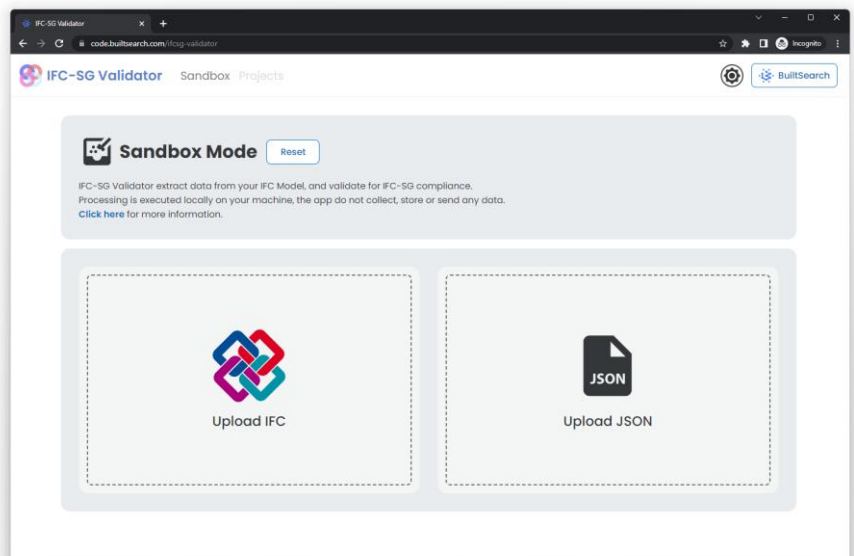 IFC-SG Validator
code.builtsearch.com/ifcsg-validator
Incognito
IFC-SG Validator Sandbox Projects
BuiltSearch
Sandbox Mode Reset
IFC-SG Validator extract data from your IFC Model, and validate for IFC-SG compliance.
Processing is executed locally on your machine, the app do not collect, store or send any data.
Click here for more information.
JSON
Upload IFC
Upload JSON